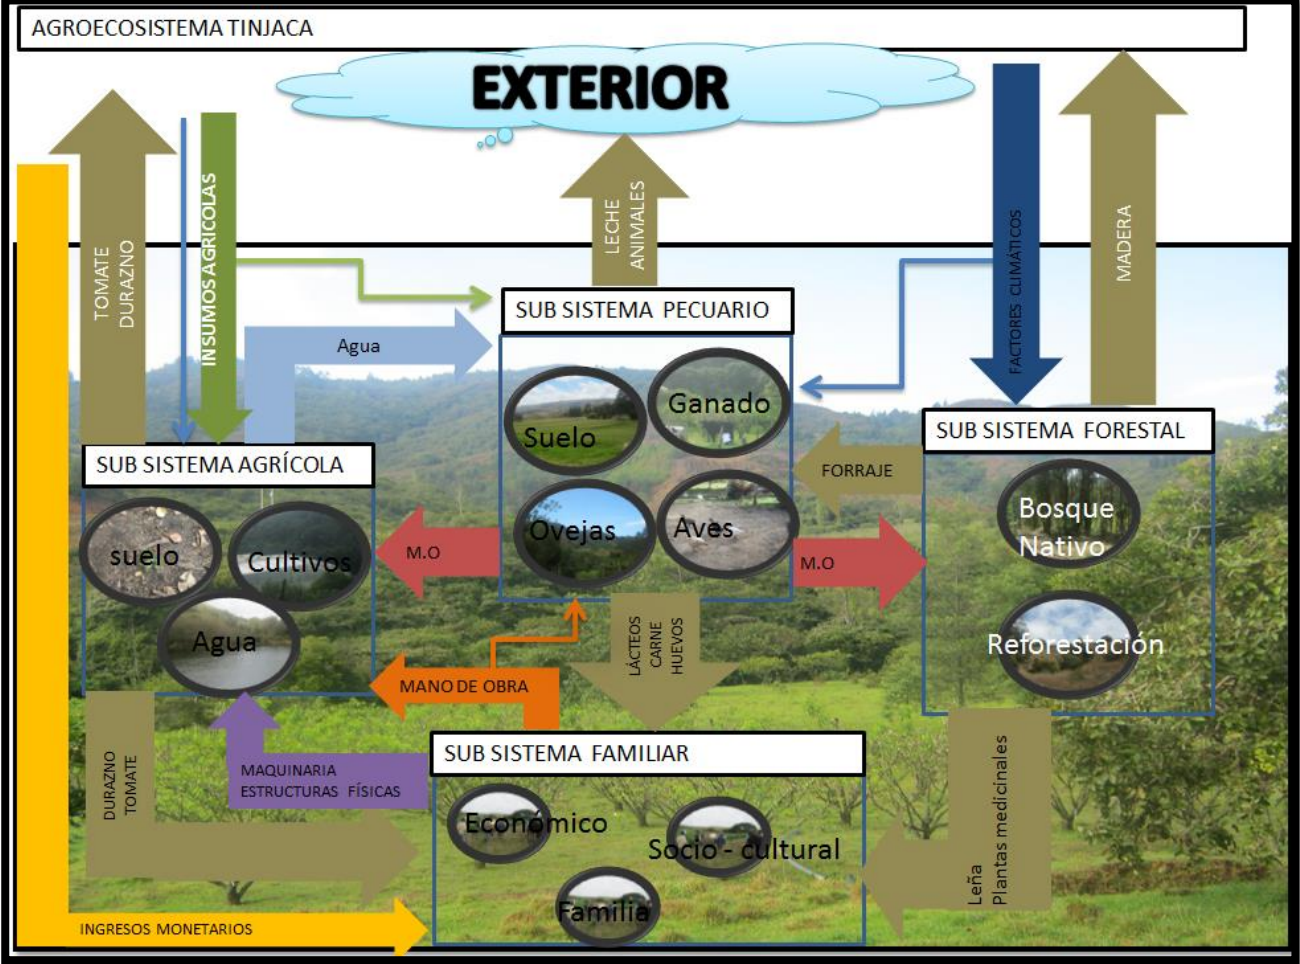 AGROECOSISTEMA TINJACA
EXTERIOR
TOMATE
DURAZNO
INSUMOS AGRICOLAS
LECHE
ANIMALES
FACTORES CLIMÁTICOS
MADERA
SUB SISTEMA PECUARIO
Agua
Suelo
Ganado
Ovejas
Aves
SUB SISTEMA FORESTAL
FORRAJE
Bosque
Nativo
Reforestación
SUB SISTEMA AGRÍCOLA
suelo
Cultivos
Agua
M.O
M.O
LÁCTEOS
CARNE
HUEVOS
MANO DE OBRA
SUB SISTEMA FAMILIAR
MAQUINARIA
ESTRUCTURAS FÍSICAS
DURAZNO
TOMATE
Económico
Socio - cultural
Familia
Leña
Plantas medicinales
INGRESOS MONETARIOS